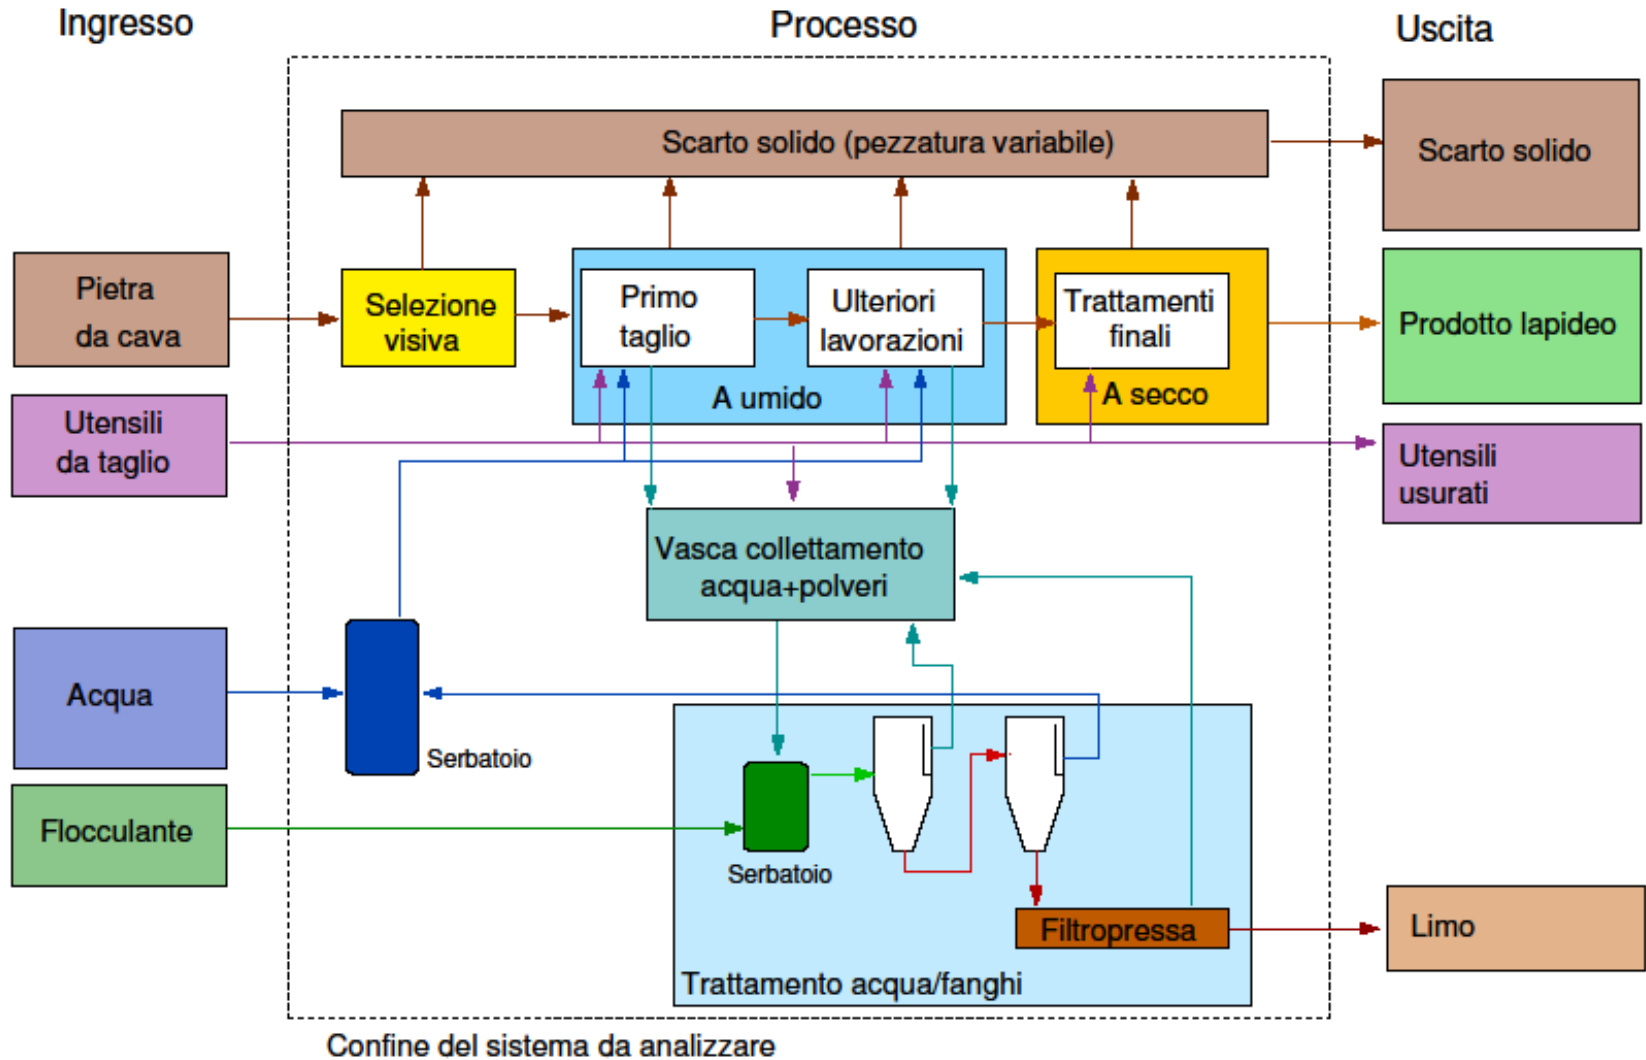 Ingresso
Processo
Uscita
Scarto solido (pezzatura variabile)
Scarto solido
Pietra
da cava
Selezione
visiva
Primo
taglio
Ulteriori
lavorazioni
Trattamenti
finali
Prodotto lapideo
A umido
A secco
Utensili
da taglio
Utensili
usurati
Vasca collettamento
acqua+polveri
Acqua
Serbatoio
Flocculante
Serbatoio
Filtropressa
Limo
Trattamento acqua/fanghi
Confine del sistema da analizzare